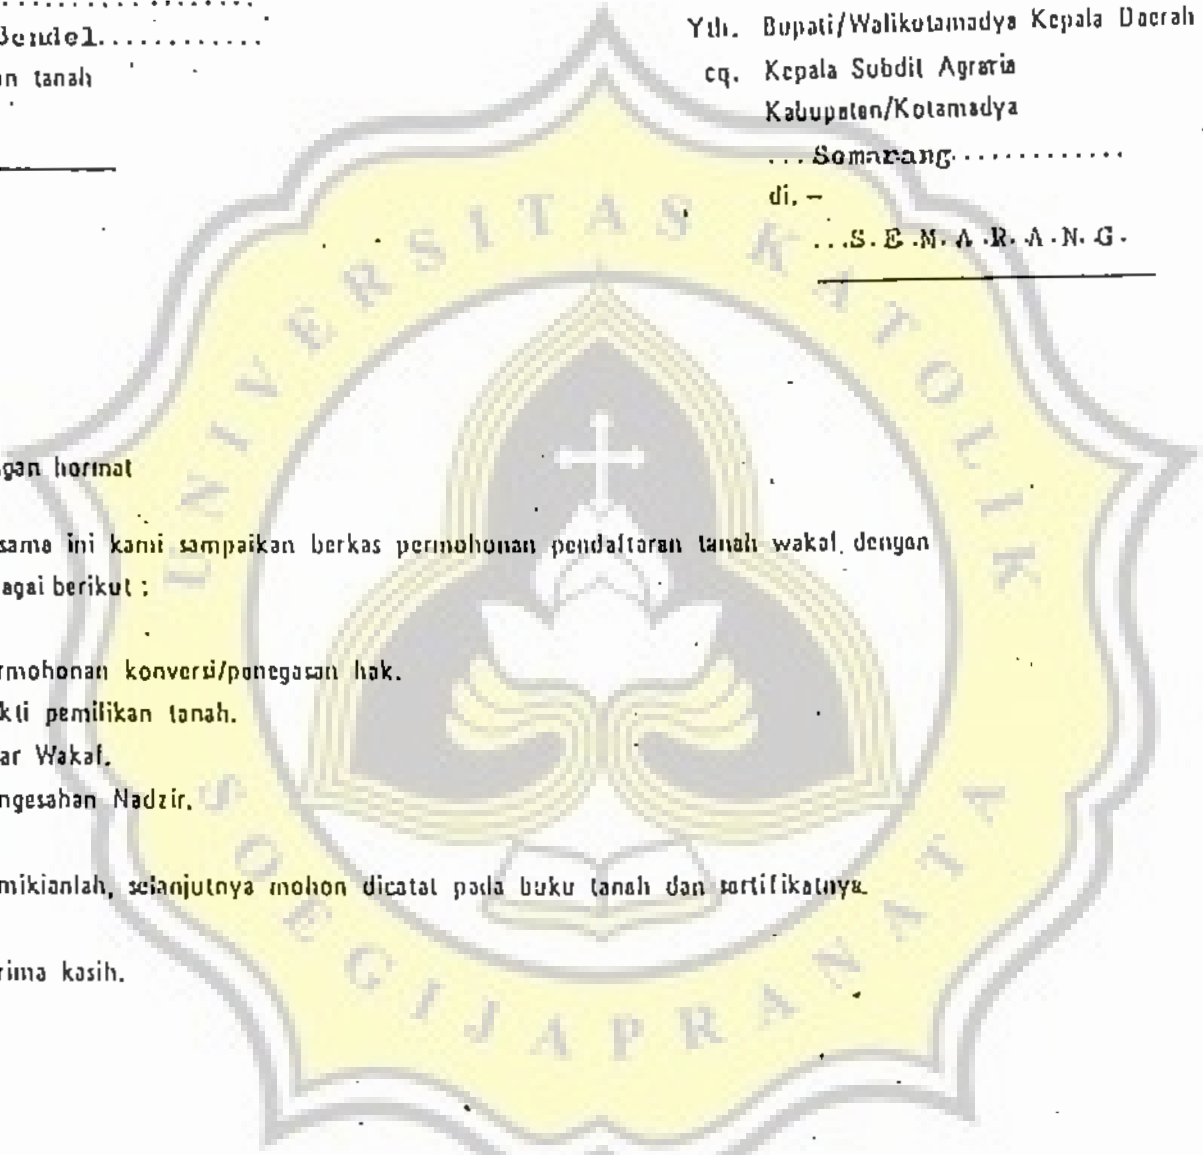 Bendel............
n tanah
Yth. Bupati/Walikotamadya Kepala Daerah
cq. Kepala Subdit Agraria
Kabupaten/Kotamadya
...Semarang............
di. –
...S.E.M.A.R.A.N.G.
gan hormat
sama ini kami sampaikan berkas permohonan pendaftaran tanah wakaf. dengan
agai berikut :
rmohonan konversi/penegasan hak.
kti pemilikan tanah.
ar Wakaf.
ngesahan Nadzir.
mikianlah, selanjutnya mohon dicatat pada buku tanah dan sertifikatnya.
rima kasih.
UNIVERSITAS KATOLIK
SOEGIJAPRANATA